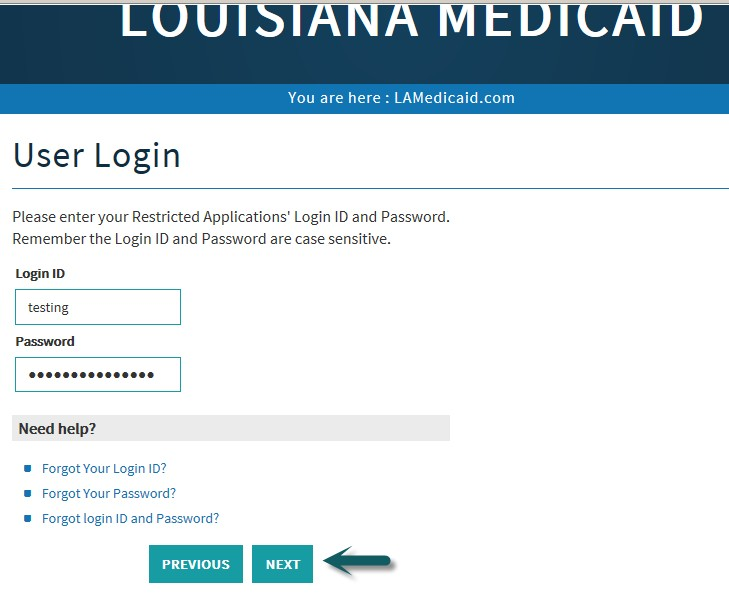 LOUISIANA MEDICAID
You are here : LAMedicaid.com
User Login
Please enter your Restricted Applications' Login ID and Password.
Remember the Login ID and Password are case sensitive.
Login ID
testing
Password
●●●●●●●●●●●●●●●
Need help?
Forgot Your Login ID?
Forgot Your Password?
Forgot login ID and Password?
PREVIOUS NEXT